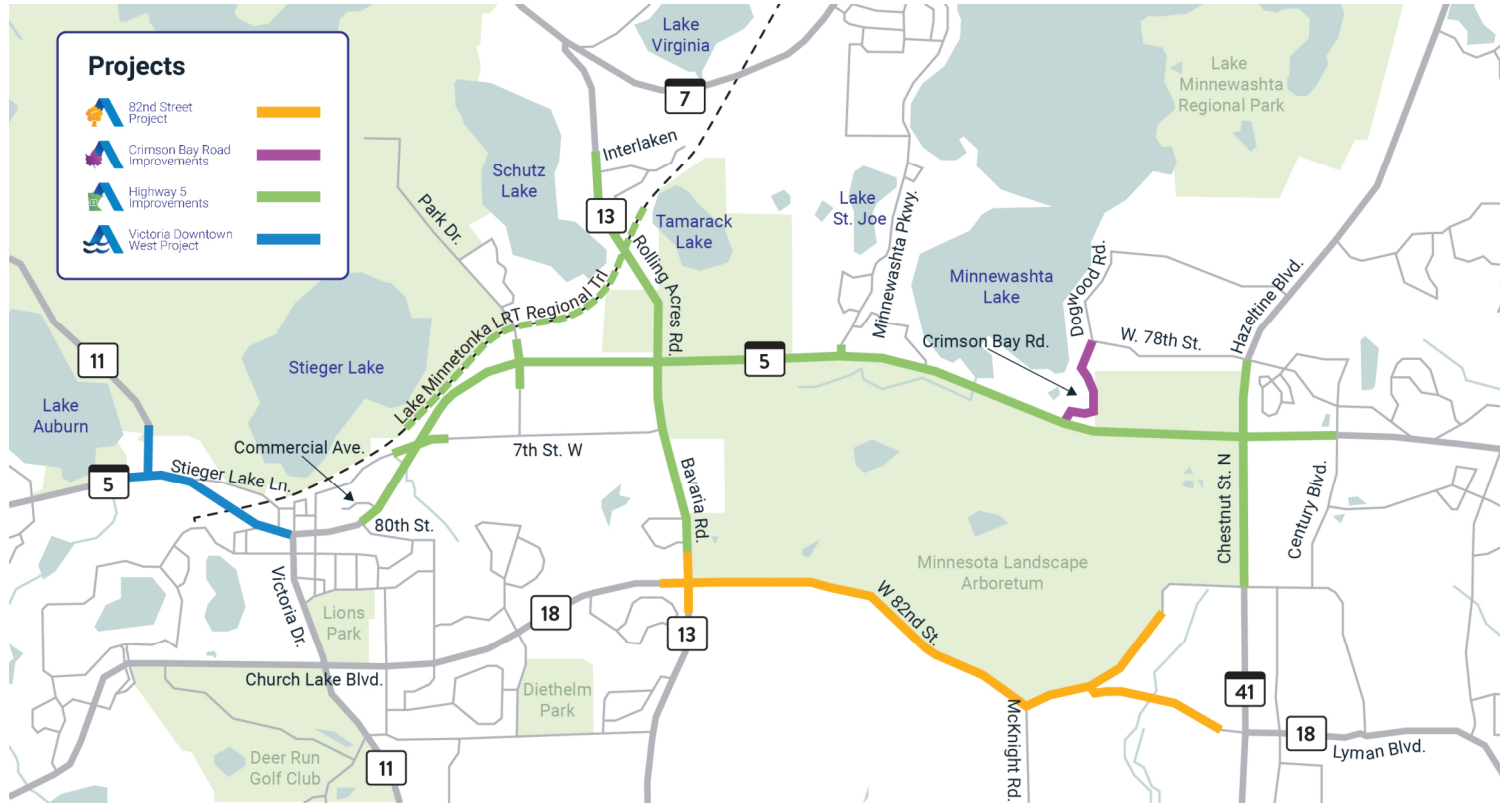 Projects
82nd Street
Project
Crimson Bay Road
Improvements
Highway 5
Improvements
5
Victoria Downtown
West Project
Lake
Virginia
7
Lake
Minnewashta
Regional Park
Interlaken
Schutz
Lake
13
Park Dr.
Tamarack
Lake
Rolling Acres Rd.
Lake
St. Joe
Minnewashta Pkwy.
Minnewashta
Lake
Dogwood Rd.
Hazeltine Blvd.
W. 78th St.
Crimson Bay Rd.
Lake Minnetonka LRT Regional Trl
5
11
Stieger Lake
Lake
Auburn
Commercial Ave.
7th St. W
Stieger Lake Ln.
5
80th St.
Bavaria Rd.
Chestnut St. N
Century Blvd.
Minnesota Landscape
Arboretum
Victoria Dr.
Lions
Park
18
13
W 82nd St.
Church Lake Blvd.
Diethelm
Park
McKnight Rd.
41
18
Lyman Blvd.
Deer Run
Golf Club
11